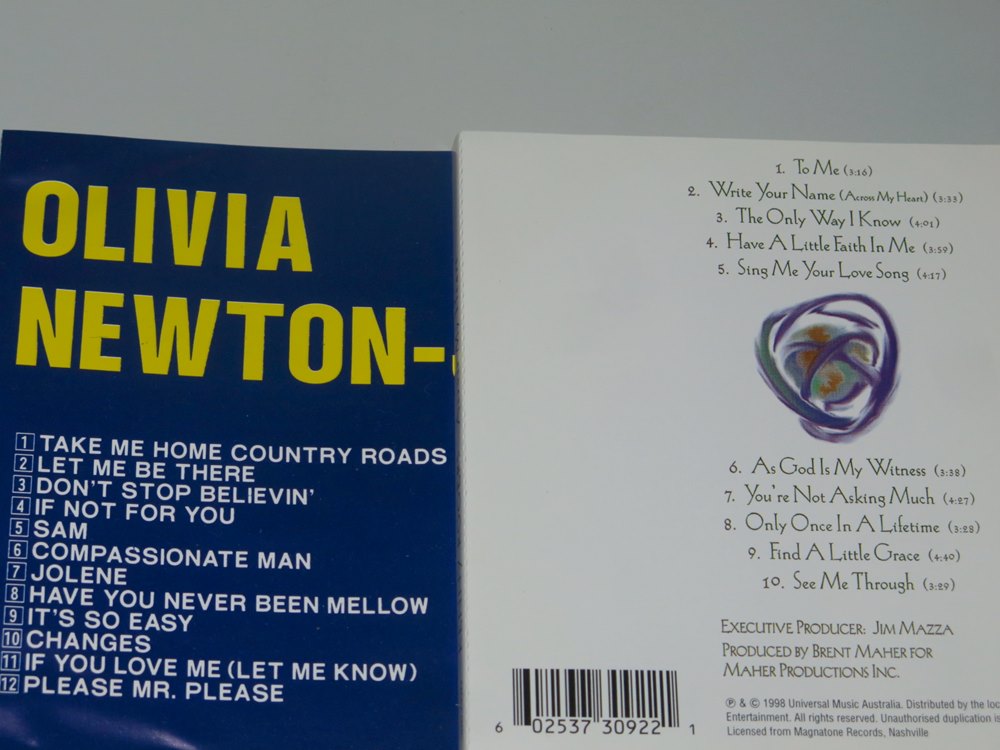 OLIVIA
NEWTON-
1 TAKE ME HOME COUNTRY ROADS
2 LET ME BE THERE
3 DON'T STOP BELIEVIN'
4 IF NOT FOR YOU
5 SAM
6 COMPASSIONATE MAN
7 JOLENE
8 HAVE YOU NEVER BEEN MELLOW
9 IT'S SO EASY
10 CHANGES
11 IF YOU LOVE ME (LET ME KNOW)
12 PLEASE MR. PLEASE
1. To Me (3:16)
2. Write Your Name (Across My Heart) (3:33)
3. The Only Way I Know (4:01)
4. Have A Little Faith In Me (3:59)
5. Sing Me Your Love Song (4:17)
6. As God Is My Witness (3:38)
7. You're Not Asking Much (4:27)
8. Only Once In A Lifetime (3:28)
9. Find A Little Grace (4:40)
10. See Me Through (3:29)
Executive Producer: Jim Mazza
Produced by Brent Maher for
Maher Productions Inc.
℗ & © 1998 Universal Music Australia. Distributed by the loc
Entertainment. All rights reserved. Unauthorised duplication is
Licensed from Magnatone Records, Nashville
6 02537 30922 1